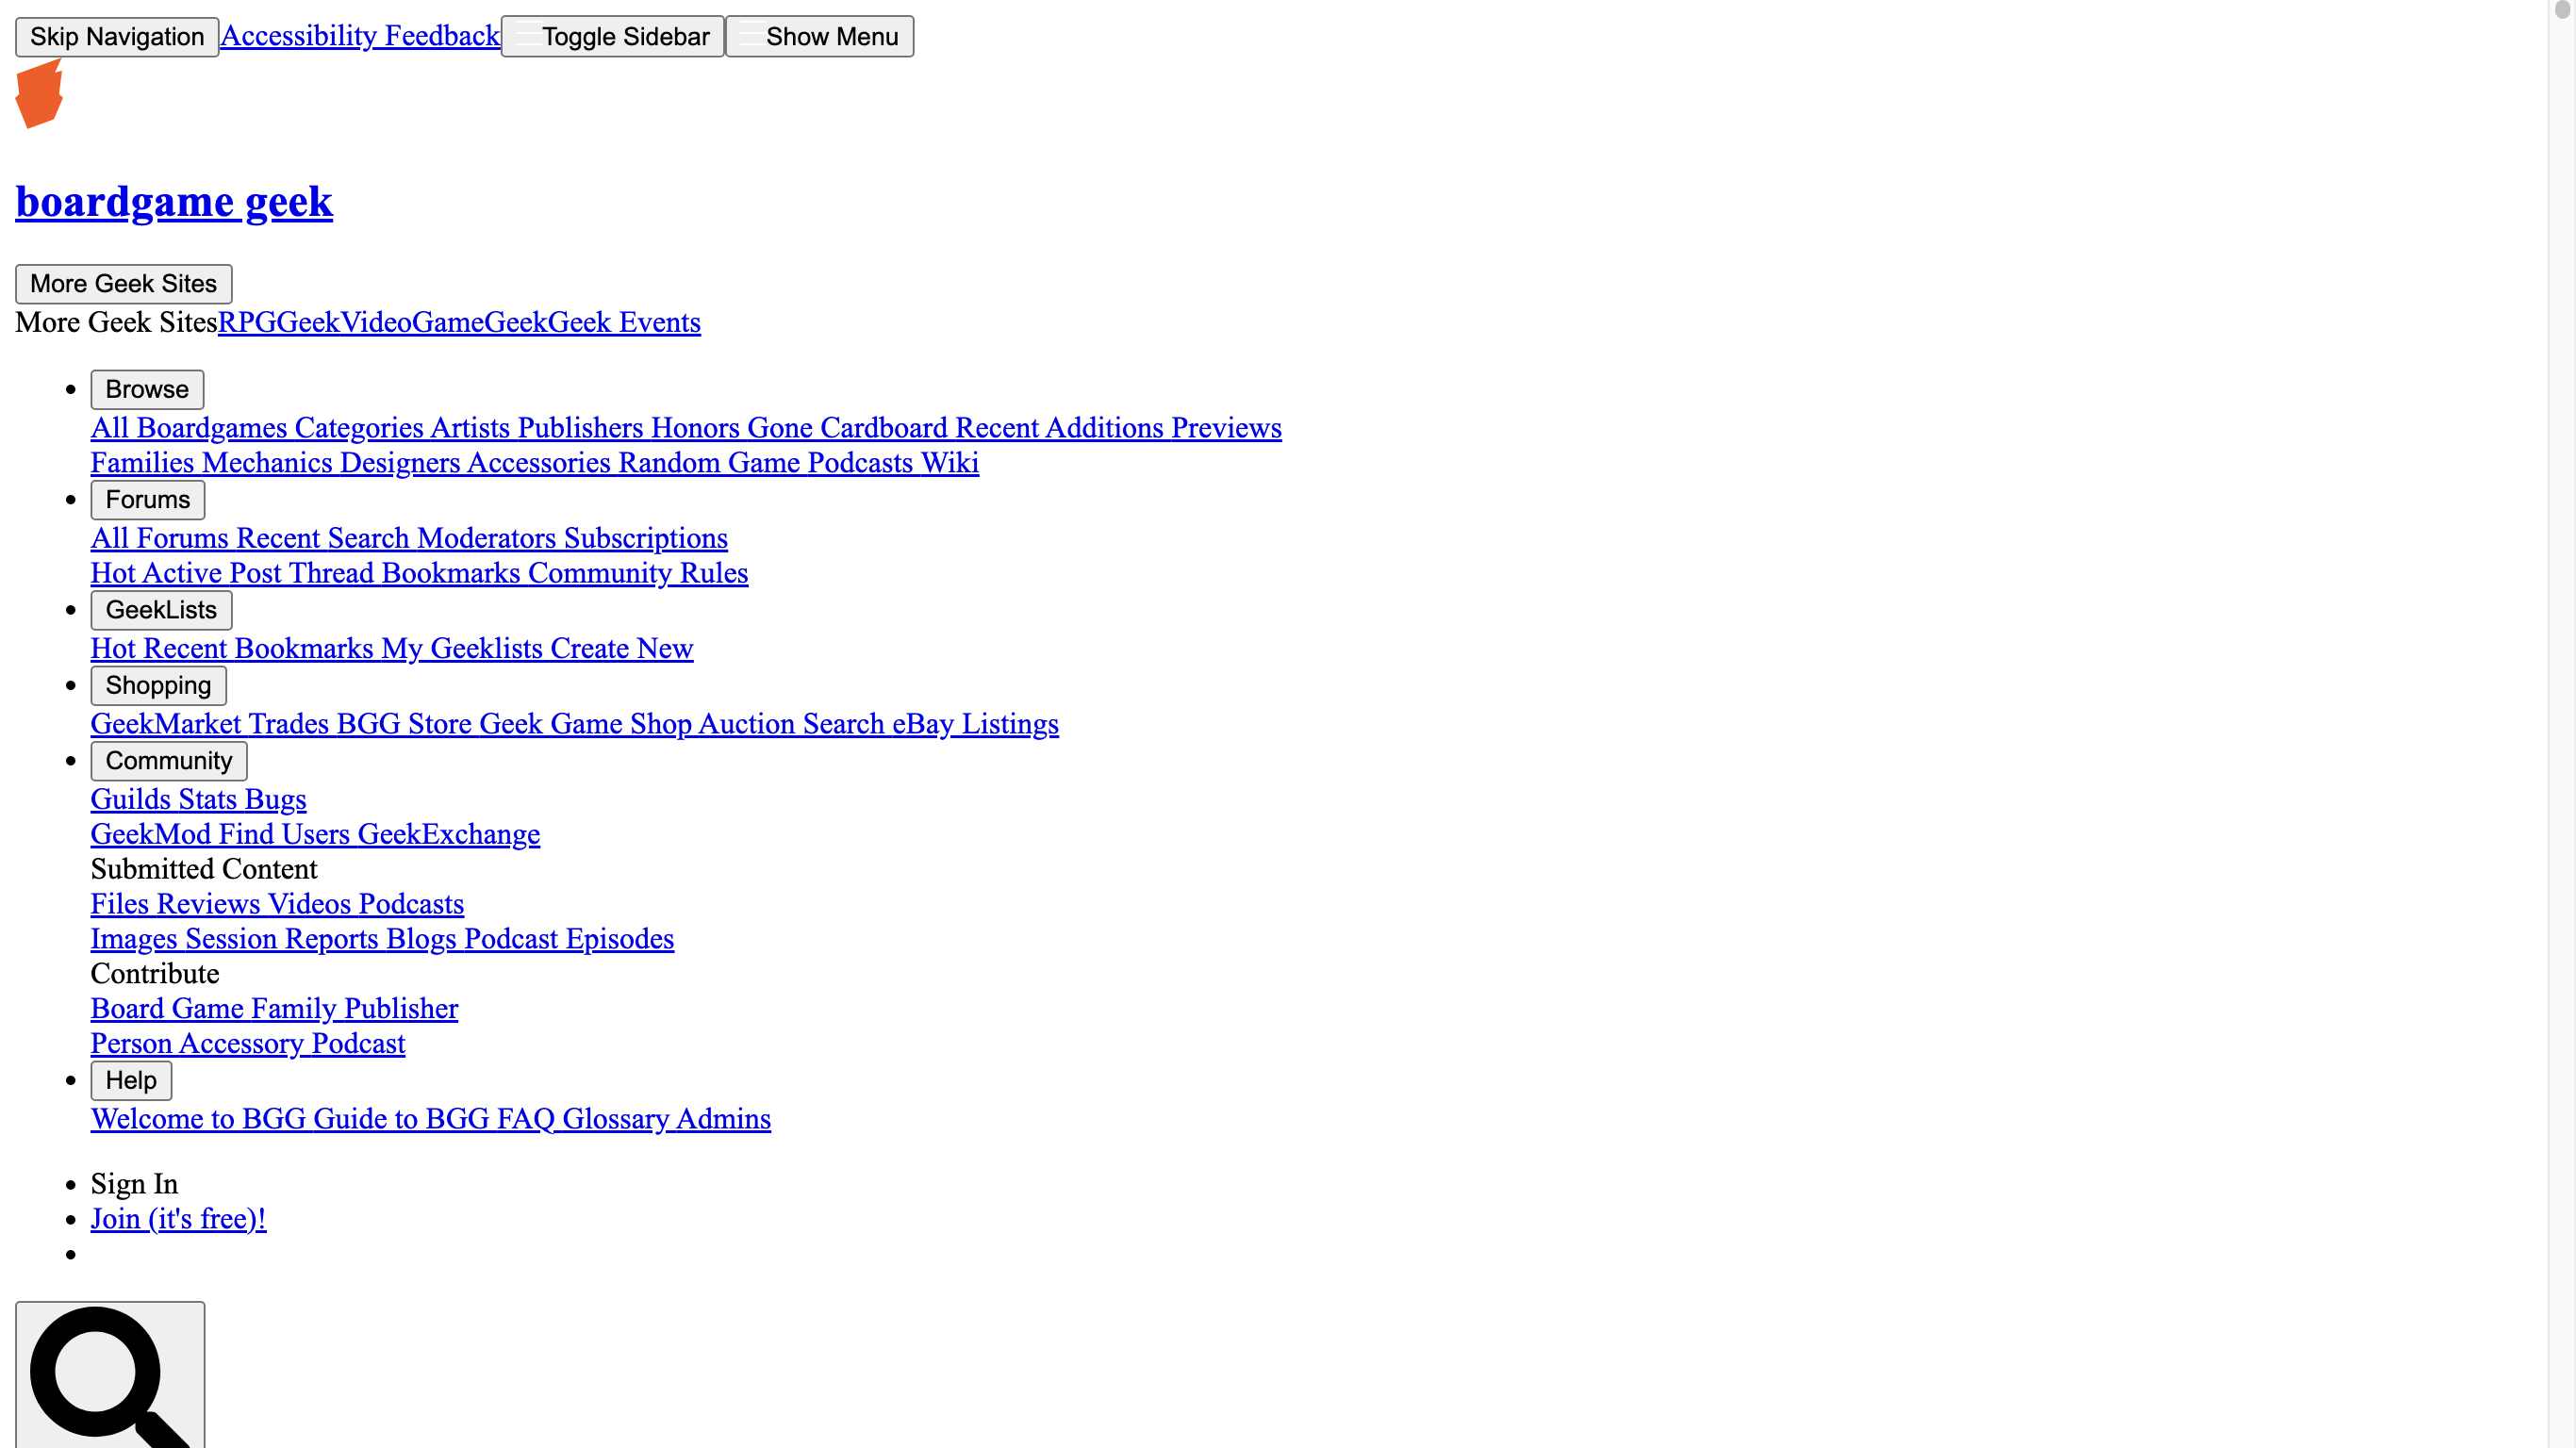 Skip Navigation Accessibility Feedback Toggle Sidebar Show Menu
boardgame geek
More Geek Sites
More Geek SitesRPGGeekVideoGameGeekGeek Events
Browse
All Boardgames Categories Artists Publishers Honors Gone Cardboard Recent Additions Previews
Families Mechanics Designers Accessories Random Game Podcasts Wiki
Forums
All Forums Recent Search Moderators Subscriptions
Hot Active Post Thread Bookmarks Community Rules
GeekLists
Hot Recent Bookmarks My Geeklists Create New
Shopping
GeekMarket Trades BGG Store Geek Game Shop Auction Search eBay Listings
Community
Guilds Stats Bugs
GeekMod Find Users GeekExchange
Submitted Content
Files Reviews Videos Podcasts
Images Session Reports Blogs Podcast Episodes
Contribute
Board Game Family Publisher
Person Accessory Podcast
Help
Welcome to BGG Guide to BGG FAQ Glossary Admins
Sign In
Join (it's free)!